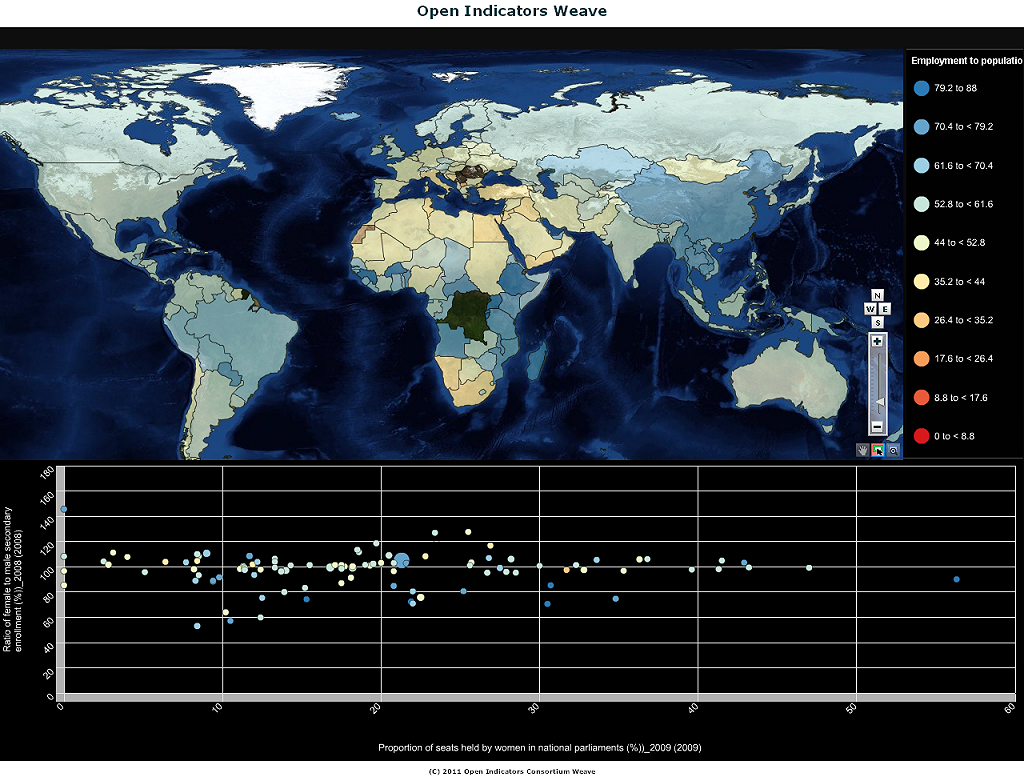 Open Indicators Weave
Employment to populatio
79.2 to 88
70.4 to < 79.2
61.6 to < 70.4
52.8 to < 61.6
44 to < 52.8
35.2 to < 44
26.4 to < 35.2
17.6 to < 26.4
8.8 to < 17.6
0 to < 8.8
N
W E
S
180
160
140
120
100
80
60
40
20
0
Ratio of female to male secondary
enrollment (%))_2008 (2008)
0 10 20 30 40 50 60
Proportion of seats held by women in national parliaments (%))_2009 (2009)
(C) 2011 Open Indicators Consortium Weave